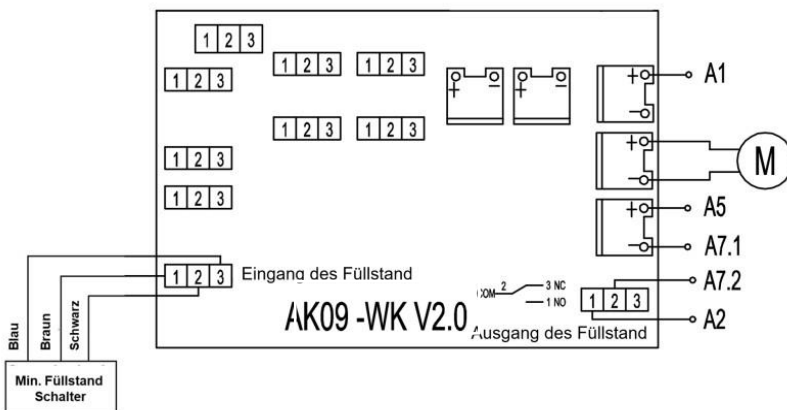 1 2 3
1 2 3
1 2 3
1 2 3
+ -
+ -
+ A1
-
1 2 3
1 2 3
+
-
M
1 2 3
1 2 3
+ A5
- A7.1
1 2 3
Eingang des Füllstand
OM 2 3 NC
1 NO
1 2 3
A7.2
A2
AK09 -WK V2.0
Ausgang des Füllstand
Blau
Braun
Schwarz
Min. Füllstand
Schalter